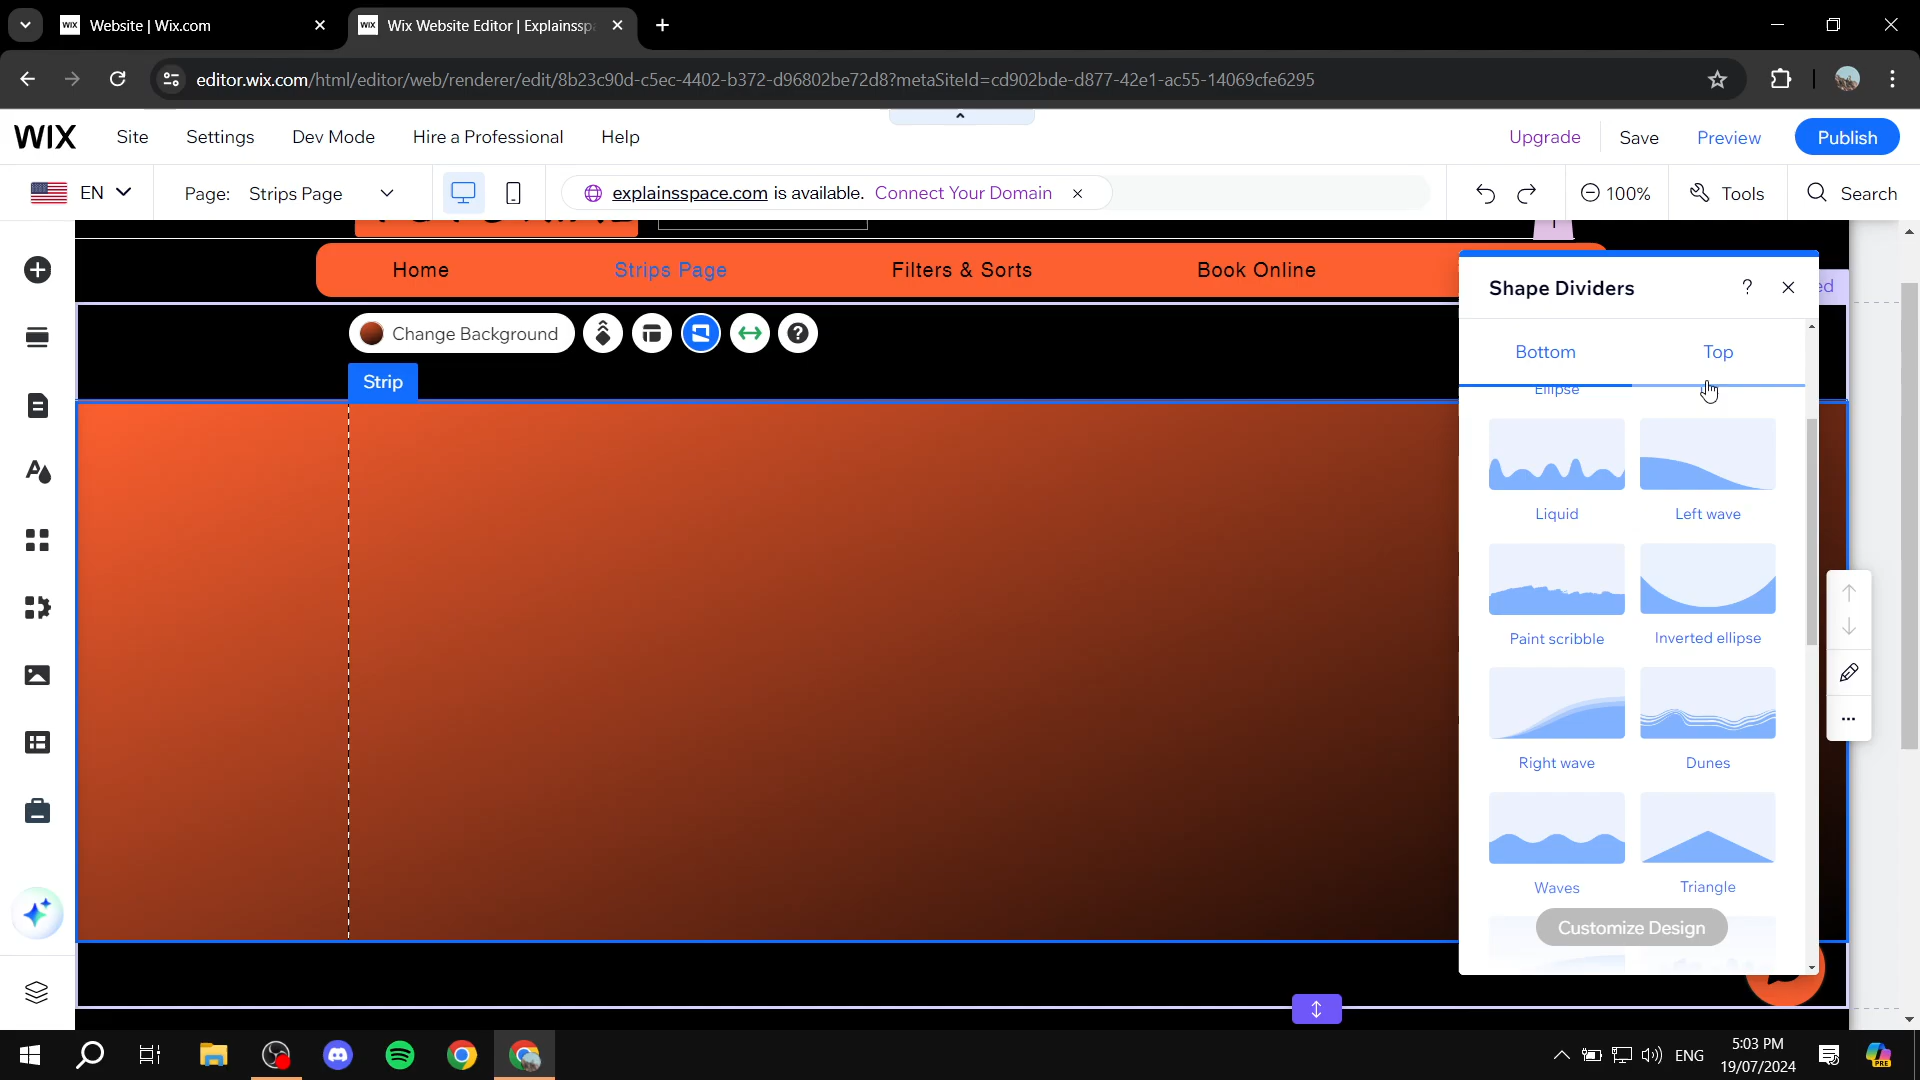 Website | Wix.com
Wix Website Editor | Explainssp
editor.wix.com/html/editor/web/renderer/edit/8b23c90d-c5ec-4402-b372-d96802be72d8?metaSiteId=cd902bde-d877-42e1-ac55-14069cfe6295
WIX
Site
Settings
Dev Mode
Hire a Professional
Help
Upgrade
Save
Preview
Publish
EN
Page: Strips Page
explainsspace.com is available. Connect Your Domain
100%
Tools
Search
Home
Strips Page
Filters & Sorts
Book Online
Shape Dividers
?
Change Background
Strip
Bottom
Top
Ellipse
Liquid
Left wave
Paint scribble
Inverted ellipse
Right wave
Dunes
Waves
Triangle
Customize Design
ENG
5:03 PM
19/07/2024
PRE